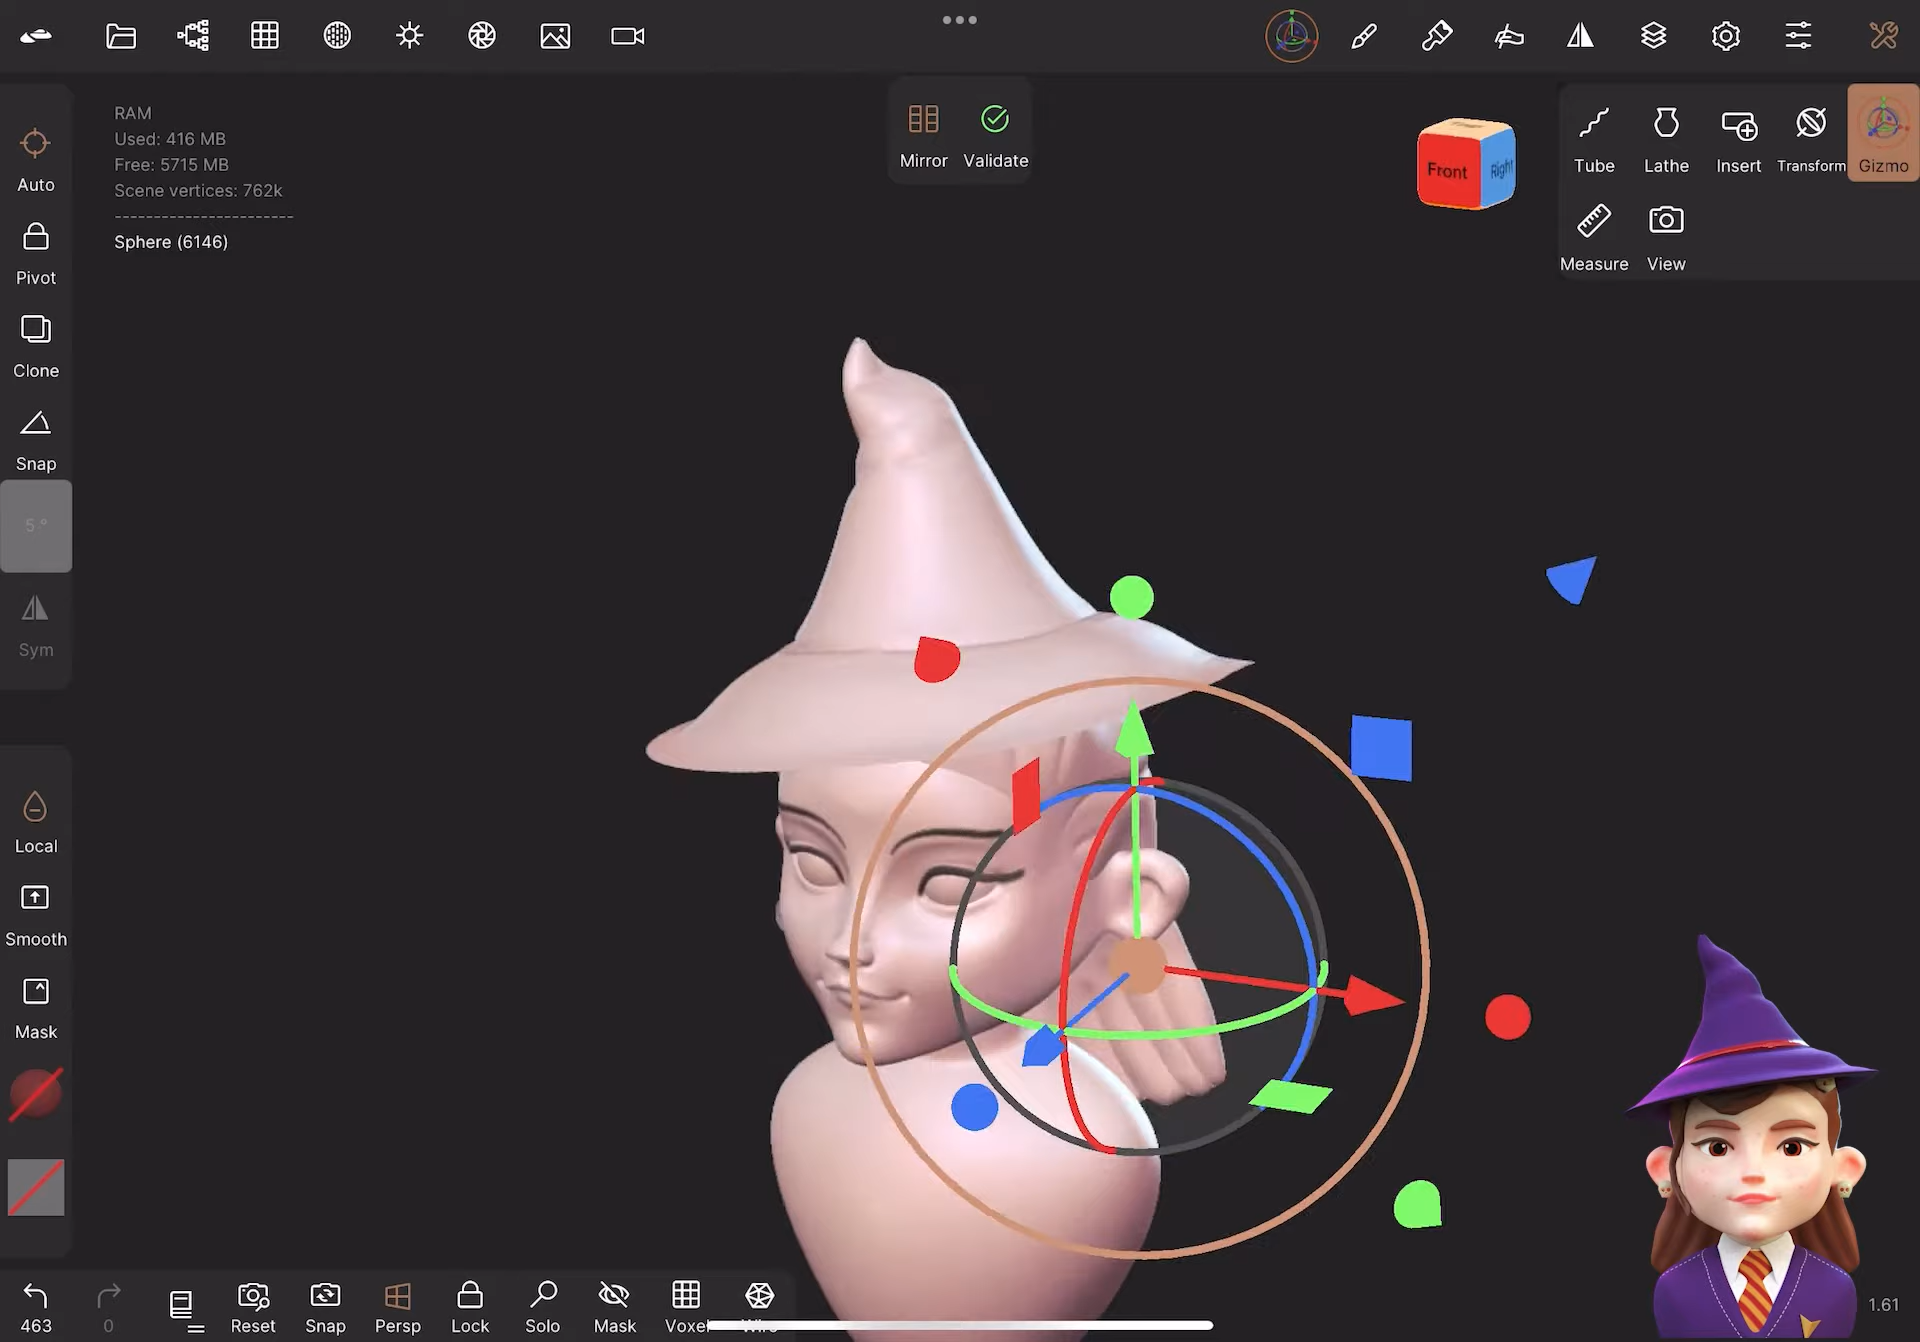 RAM
Used: 416 MB
Free: 5715 MB
Scene vertices: 762k
-----------------------
Sphere (6146)
Mirror
Validate
Front
Right
Tube
Lathe
Insert
Transform
Gizmo
Measure
View
Auto
Pivot
Clone
Snap
5 °
Sym
Local
Smooth
Mask
463
0
Reset
Snap
Persp
Lock
Solo
Mask
Voxel
Wire
1.61